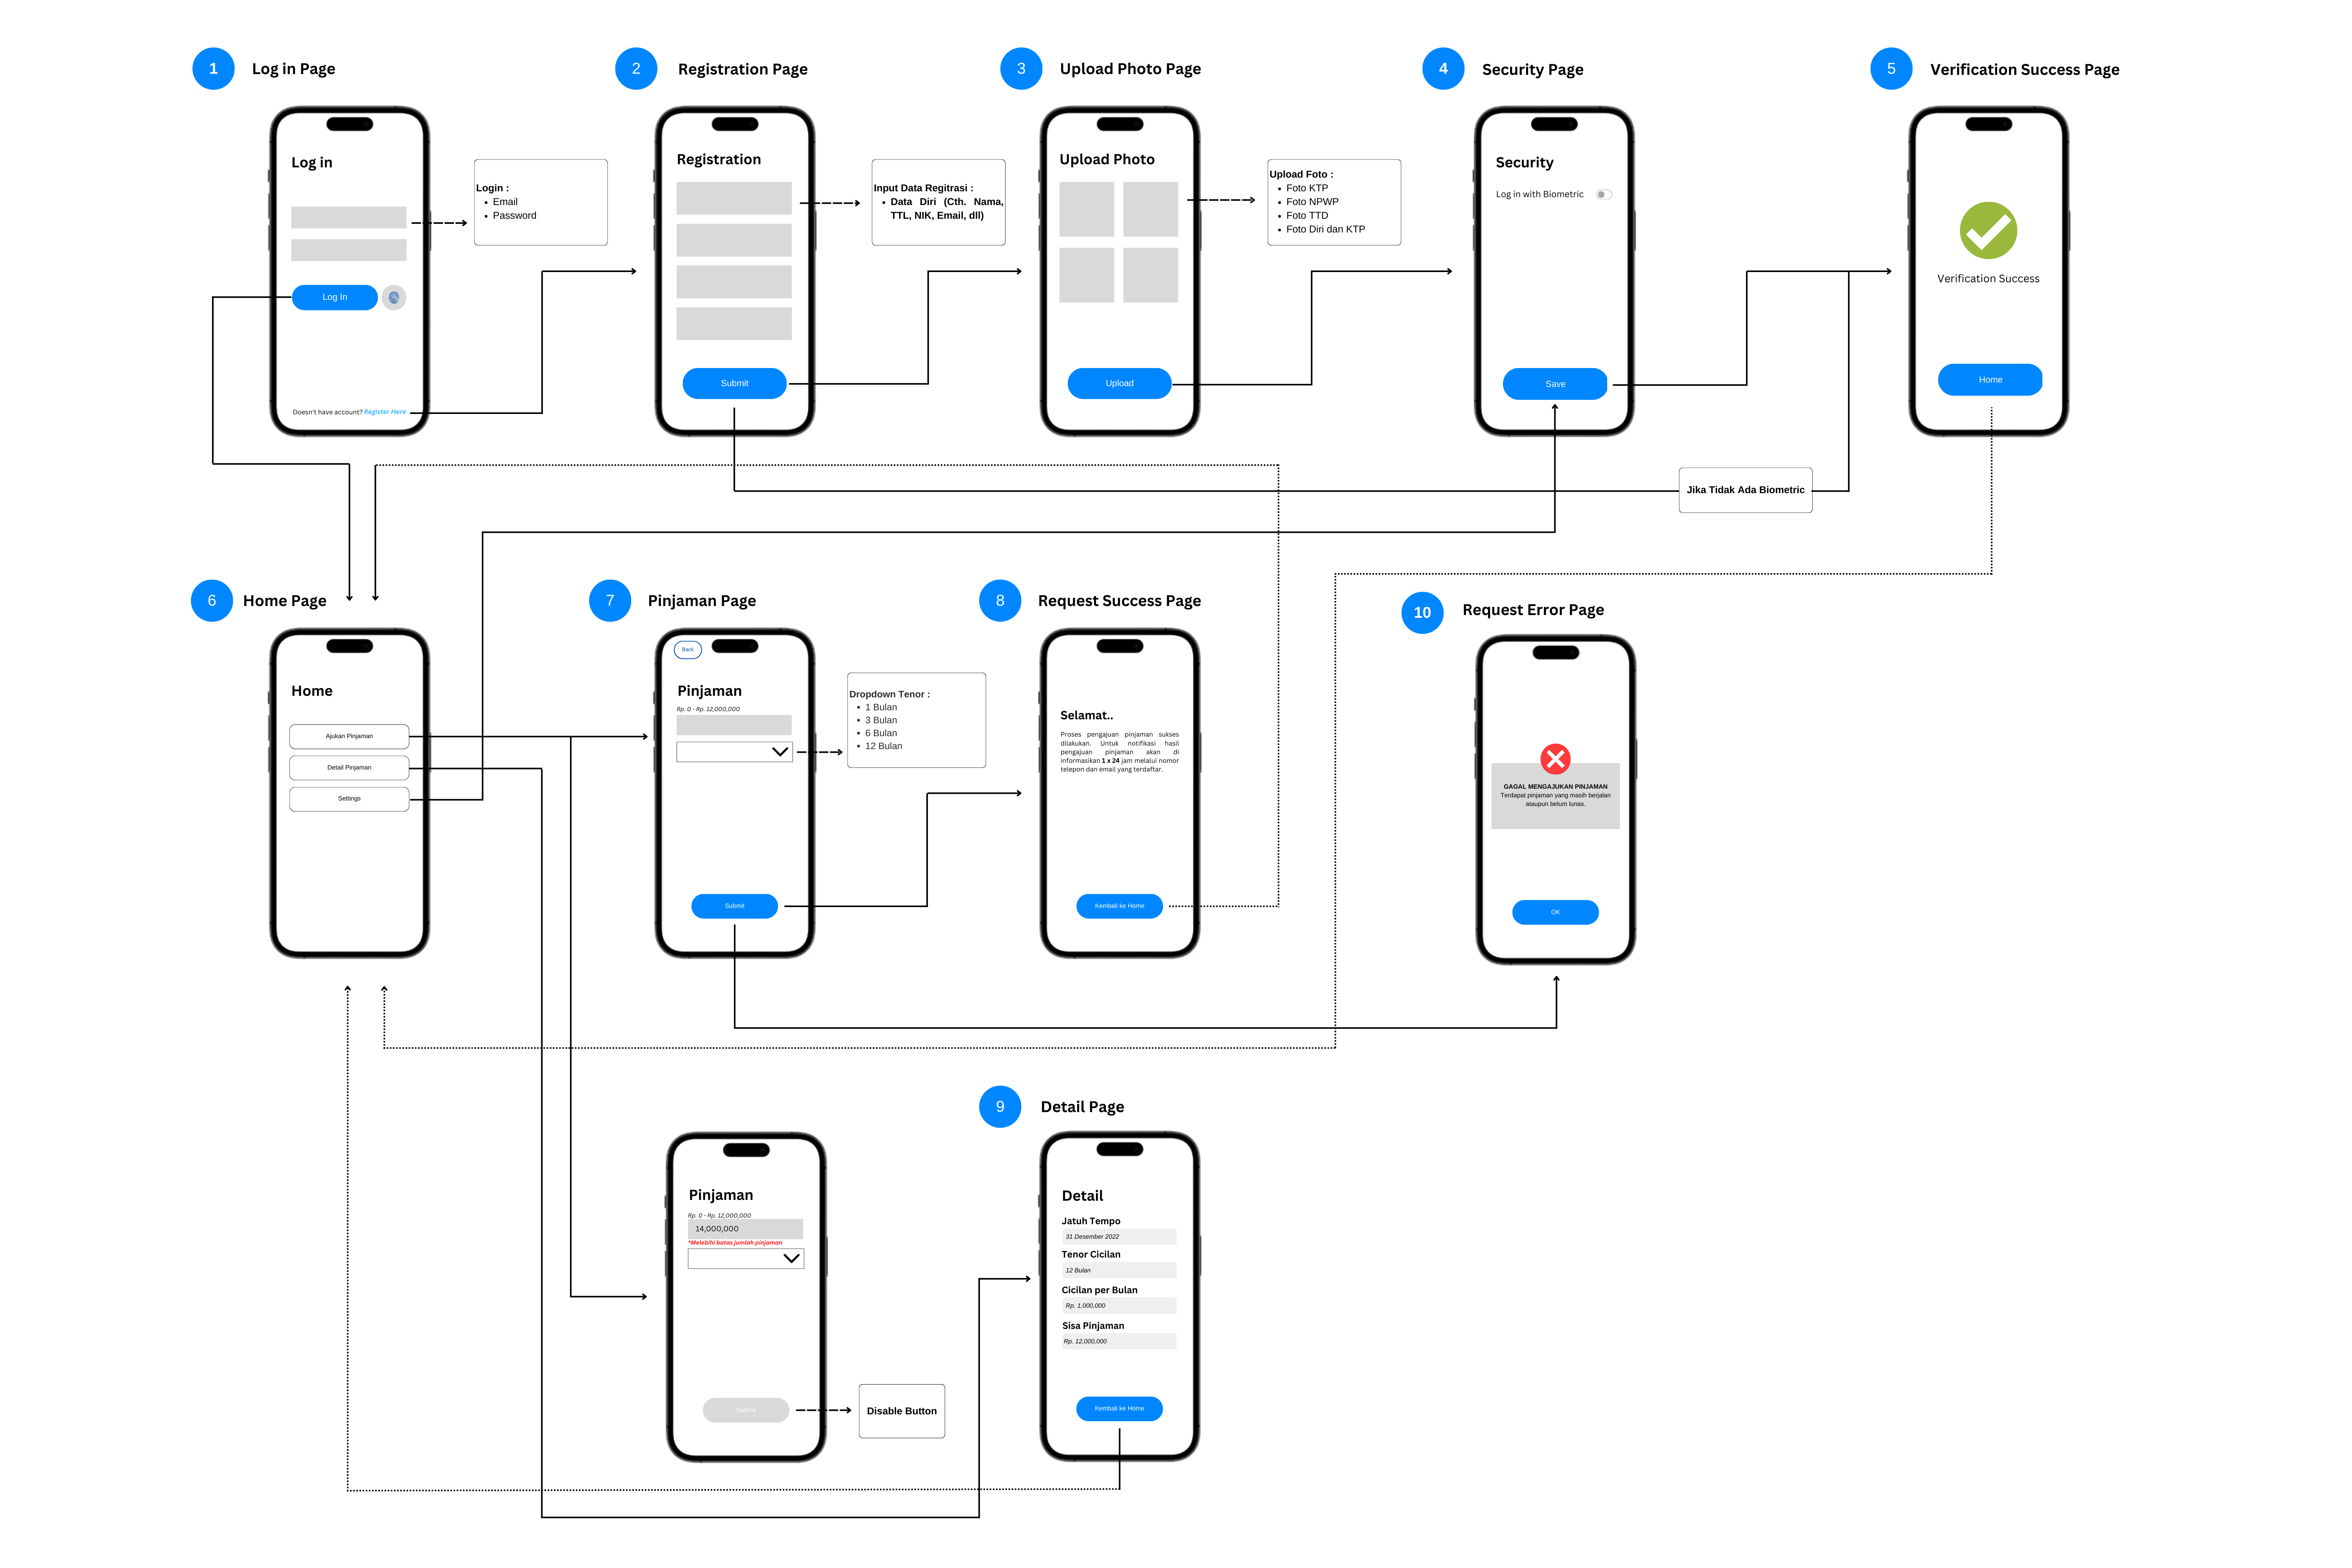 1
Log in Page
2
Registration Page
3
Upload Photo Page
4
Security Page
5
Verification Success Page
Log in
Log In
Doesn't have account? Register Here
Login :
Email
Password
Registration
Submit
Input Data Regitrasi :
Data Diri (Cth. Nama,
TTL, NIK, Email, dll)
Upload Photo
Upload
Upload Foto :
Foto KTP
Foto NPWP
Foto TTD
Foto Diri dan KTP
Security
Log in with Biometric
Save
Verification Success
Home
Jika Tidak Ada Biometric
6
Home Page
7
Pinjaman Page
8
Request Success Page
10
Request Error Page
Home
Ajukan Pinjaman
Detail Pinjaman
Settings
Back
Pinjaman
Rp. 0 - Rp. 12,000,000
Submit
Dropdown Tenor :
1 Bulan
3 Bulan
6 Bulan
12 Bulan
Selamat..
Proses pengajuan pinjaman sukses
dilakukan. Untuk notifikasi hasil
pengajuan pinjaman akan di
informasikan 1 x 24 jam melalui nomor
telepon dan email yang terdaftar.
Kembali ke Home
GAGAL MENGAJUKAN PINJAMAN
Terdapat pinjaman yang masih berjalan
ataupun belum lunas.
OK
9
Detail Page
Pinjaman
Rp. 0 - Rp. 12,000,000
14,000,000
*Melebihi batas jumlah pinjaman
Submit
Disable Button
Detail
Jatuh Tempo
31 Desember 2022
Tenor Cicilan
12 Bulan
Cicilan per Bulan
Rp. 1,000,000
Sisa Pinjaman
Rp. 12,000,000
Kembali ke Home